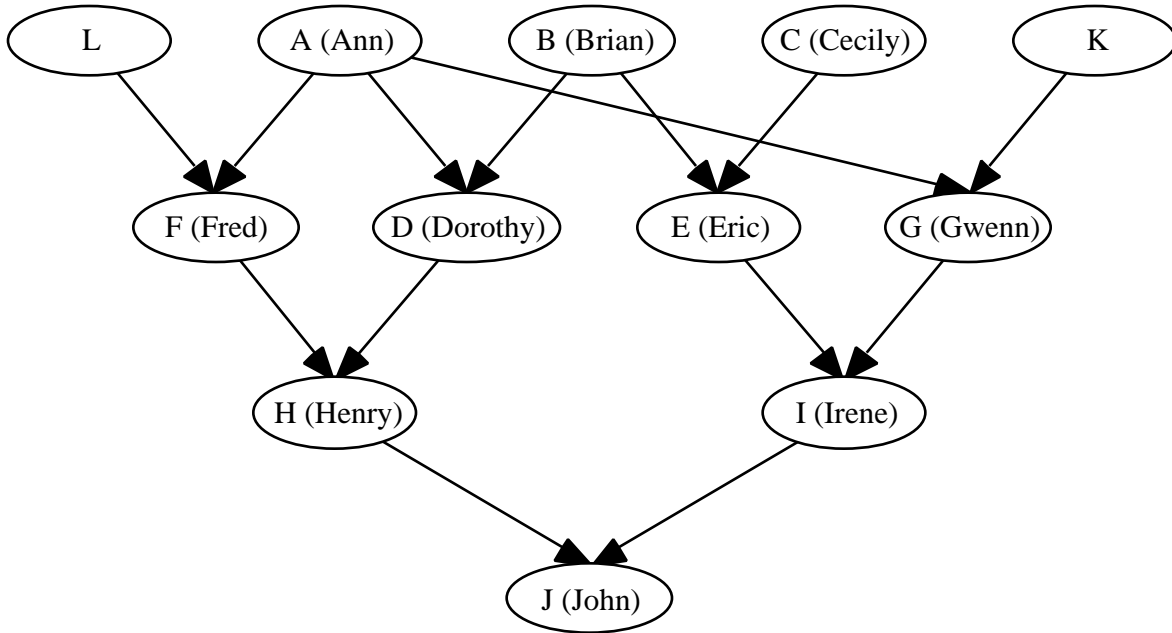 L
A (Ann)
B (Brian)
C (Cecily)
K
F (Fred)
D (Dorothy)
E (Eric)
G (Gwenn)
H (Henry)
I (Irene)
J (John)